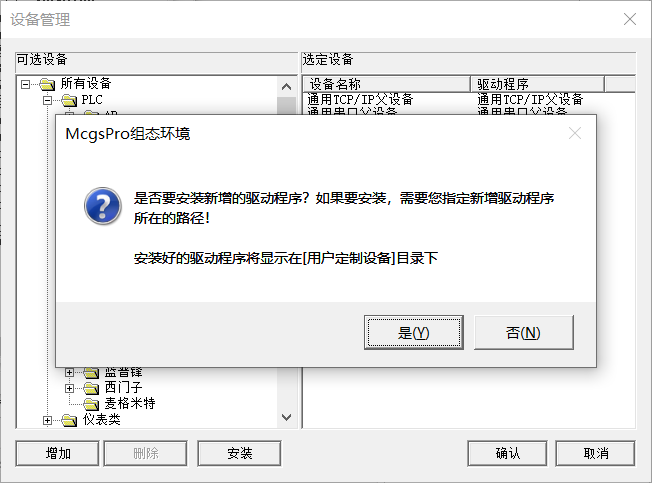 设备管理
可选设备
选定设备
所有设备
PLC
设备名称
驱动程序
通用TCP/IP父设备
通用TCP/IP父设备
通用串口父设备
通用串口父设备
McgsPro组态环境
是否要安装新增的驱动程序？如果要安装，需要您指定新增驱动程序
所在的路径！
安装好的驱动程序将显示在[用户定制设备]目录下
是(Y)
否(N)
监普锋
西门子
麦格米特
仪表类
增加
删除
安装
确认
取消